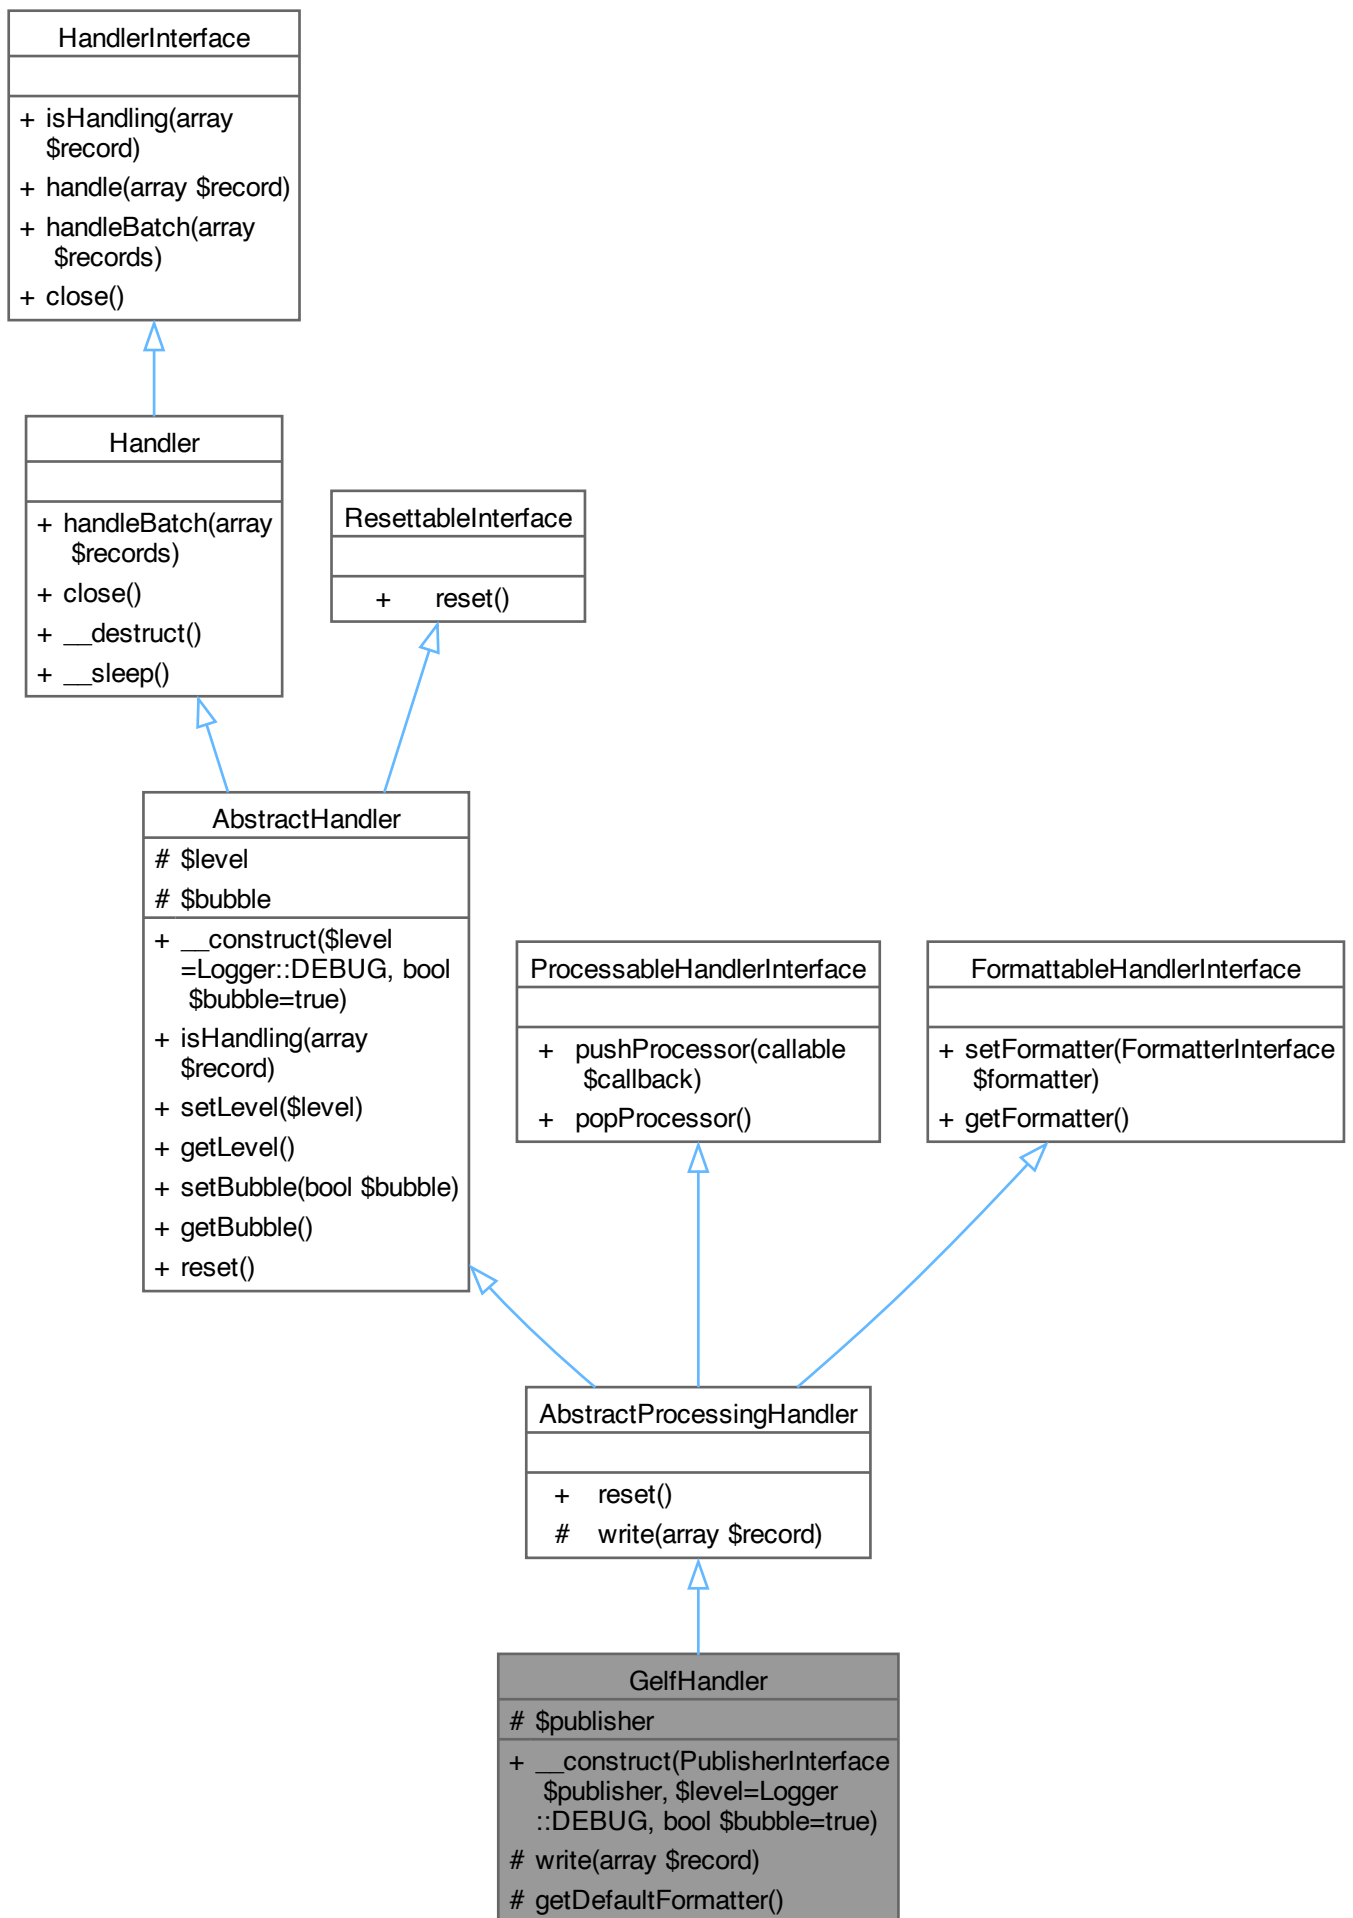 HandlerInterface
+ isHandling(array
$record)
+ handle(array $record)
+ handleBatch(array
$records)
+ close()
Handler
+ handleBatch(array
$records)
+ close()
+ __destruct()
+ __sleep()
ResettableInterface
+ reset()
AbstractHandler
# $level
# $bubble
+ __construct($level
=Logger::DEBUG, bool
$bubble=true)
+ isHandling(array
$record)
+ setLevel($level)
+ getLevel()
+ setBubble(bool $bubble)
+ getBubble()
+ reset()
ProcessableHandlerInterface
+ pushProcessor(callable
$callback)
+ popProcessor()
FormattableHandlerInterface
+ setFormatter(FormatterInterface
$formatter)
+ getFormatter()
AbstractProcessingHandler
+ reset()
# write(array $record)
GelfHandler
# $publisher
+ __construct(PublisherInterface
$publisher, $level=Logger
::DEBUG, bool $bubble=true)
# write(array $record)
# getDefaultFormatter()